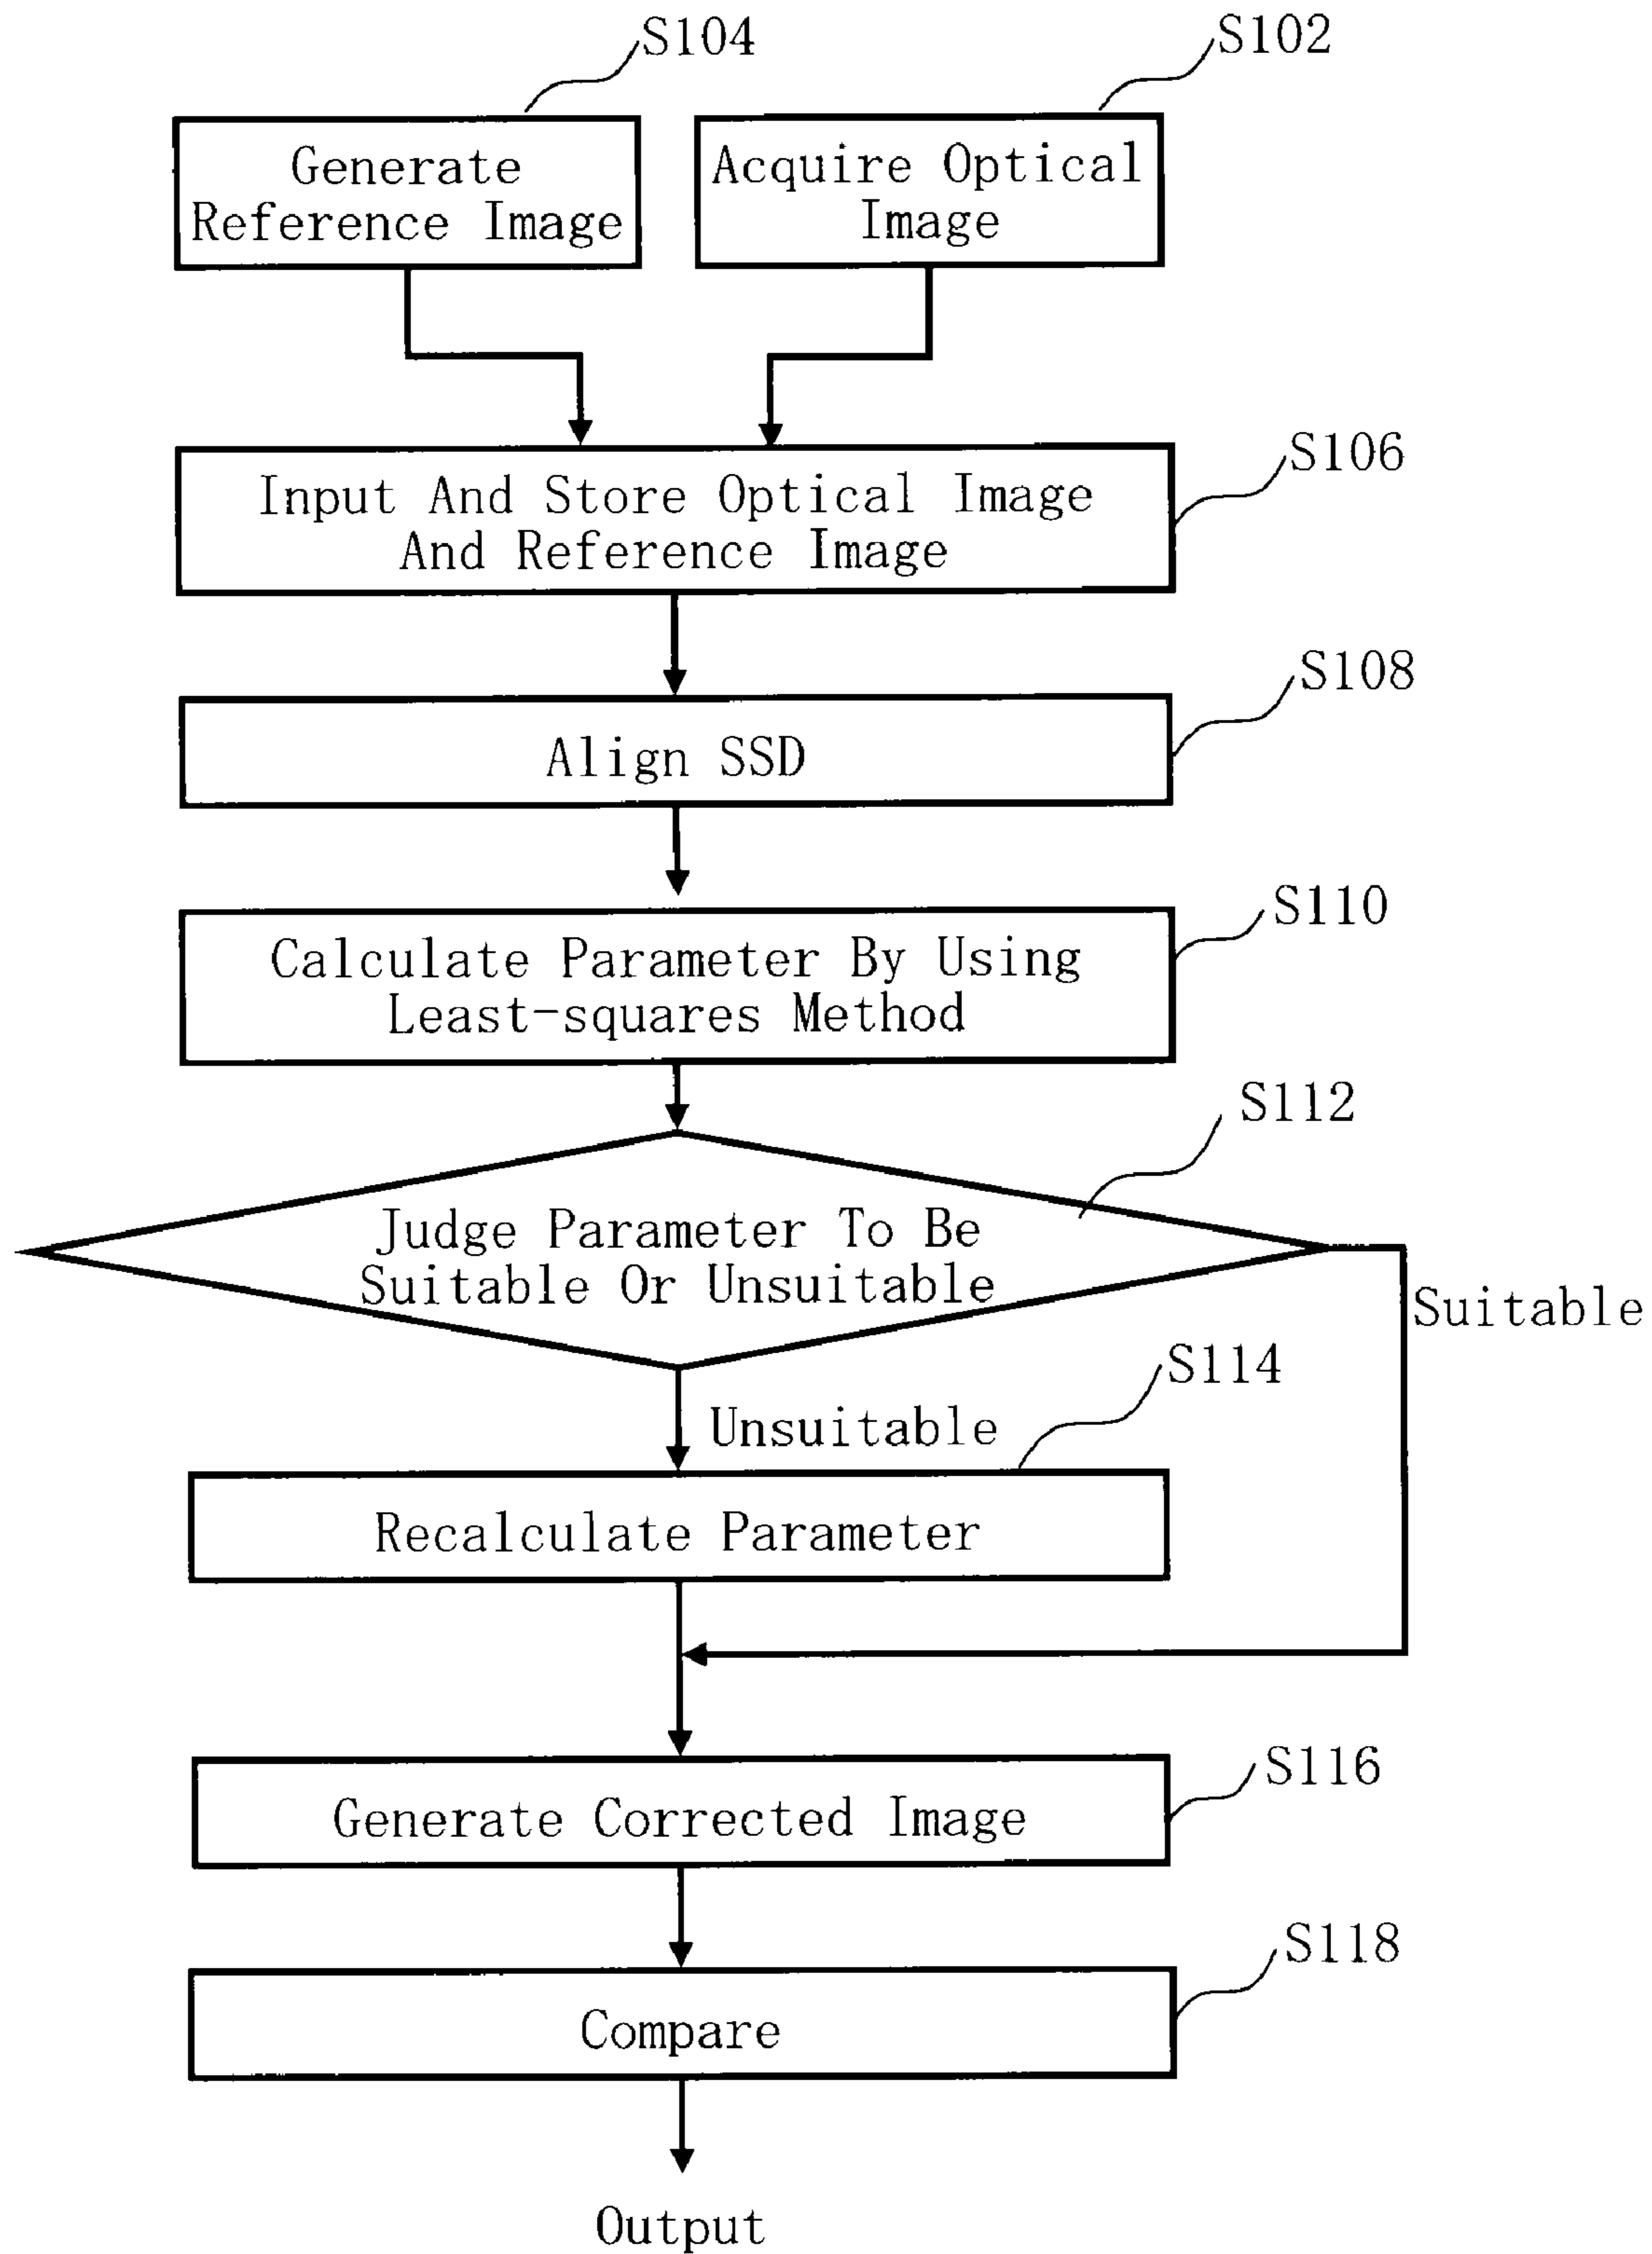 S104
S102
Generate
Reference Image
Acquire Optical
Image
S106
Input And Store Optical Image
And Reference Image
S108
Align SSD
S110
Calculate Parameter By Using
Least-squares Method
S112
Judge Parameter To Be
Suitable Or Unsuitable
Suitable
S114
Unsuitable
Recalculate Parameter
S116
Generate Corrected Image
S118
Compare
Output